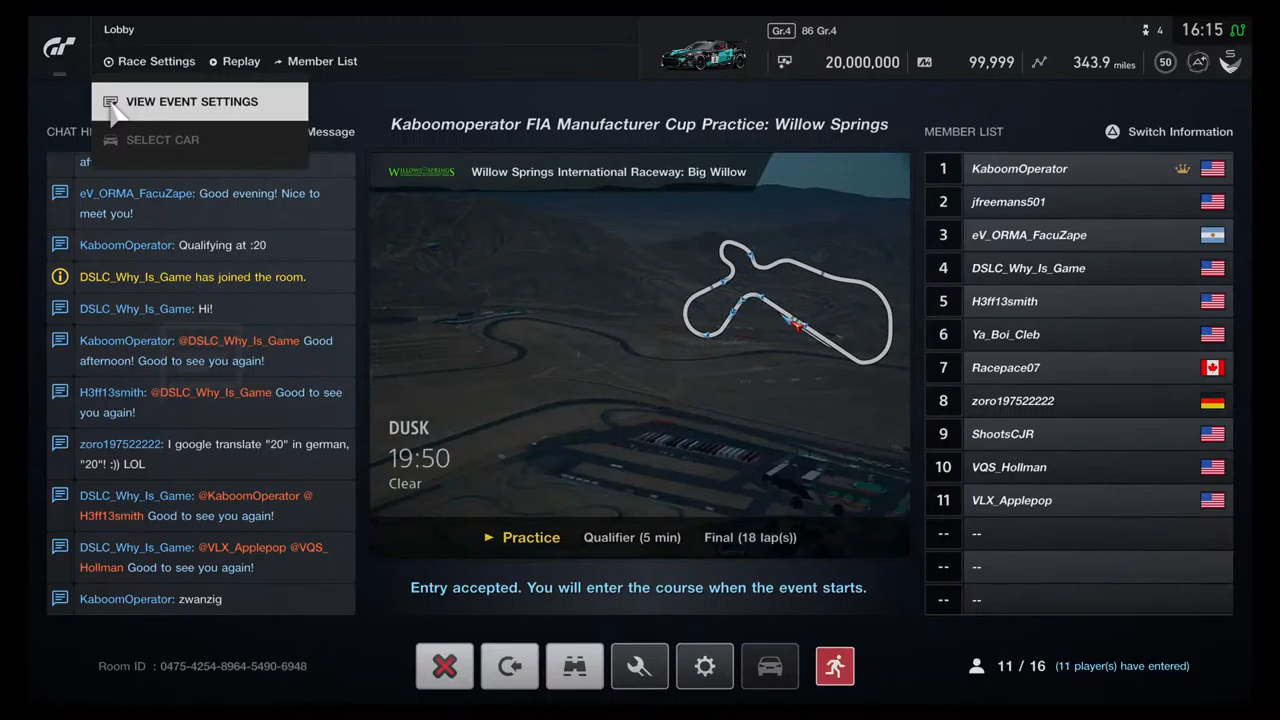 Lobby
Race Settings
Replay
Member List
Gr.4
86 Gr.4
4
16:15
20,000,000
99,999
343.9 miles
50
VIEW EVENT SETTINGS
SELECT CAR
CHAT HI
Message
af
eV_ORMA_FacuZape: Good evening! Nice to
meet you!
KaboomOperator: Qualifying at :20
DSLC_Why_Is_Game has joined the room.
DSLC_Why_Is_Game: Hi!
KaboomOperator: @DSLC_Why_Is_Game Good
afternoon! Good to see you again!
H3ff13smith: @DSLC_Why_Is_Game Good to see
you again!
zoro197522222: I google translate "20" in german,
"20"! :)) LOL
DSLC_Why_Is_Game: @KaboomOperator @
H3ff13smith Good to see you again!
DSLC_Why_Is_Game: @VLX_Applepop @VQS_
Hollman Good to see you again!
KaboomOperator: zwanzig
Kaboomoperator FIA Manufacturer Cup Practice: Willow Springs
WILLOW SPRINGS
Willow Springs International Raceway: Big Willow
DUSK
19:50
Clear
Practice
Qualifier (5 min)
Final (18 lap(s))
Entry accepted. You will enter the course when the event starts.
MEMBER LIST
Switch Information
1 KaboomOperator
2 jfreemans501
3 eV_ORMA_FacuZape
4 DSLC_Why_Is_Game
5 H3ff13smith
6 Ya_Boi_Cleb
7 Racepace07
8 zoro197522222
9 ShootsCJR
10 VQS_Hollman
11 VLX_Applepop
-- --
-- --
-- --
Room ID : 0475-4254-8964-5490-6948
11 / 16
(11 player(s) have entered)